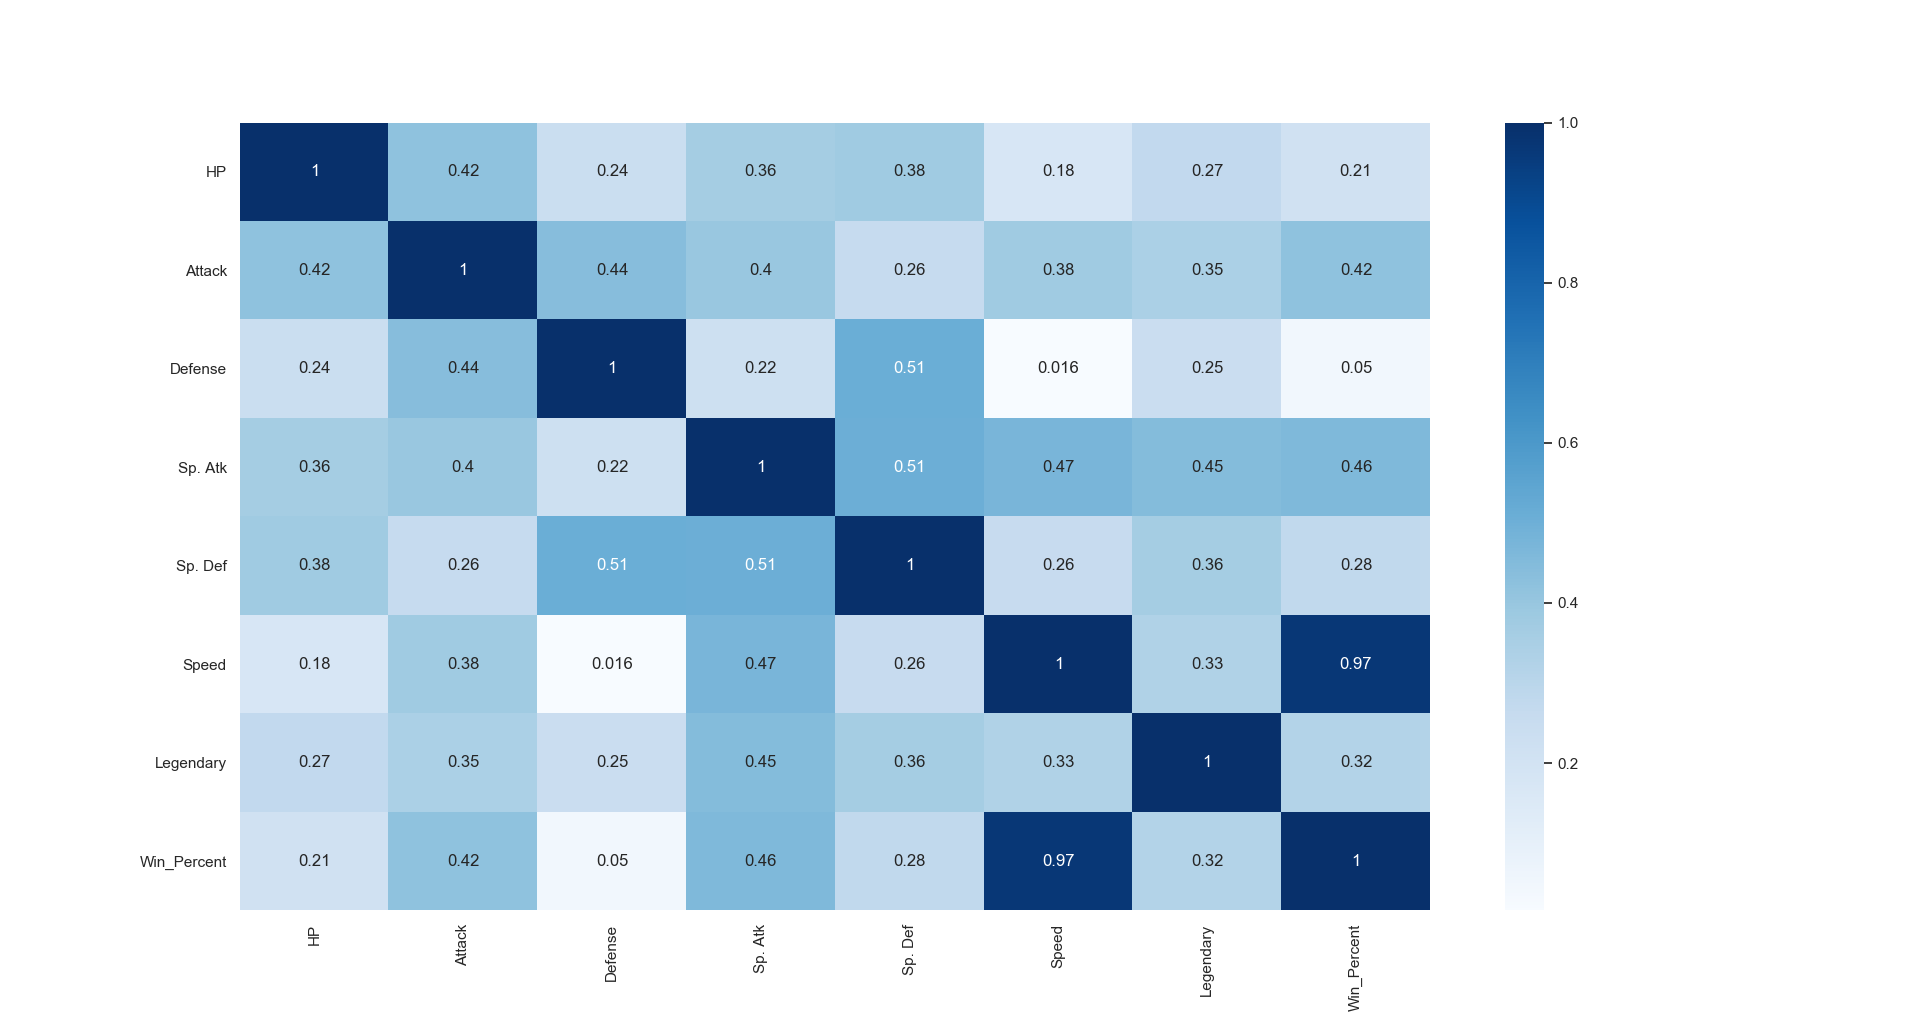 HP 1 0.42 0.24 0.36 0.38 0.18 0.27 0.21
Attack 0.42 1 0.44 0.4 0.26 0.38 0.35 0.42
Defense 0.24 0.44 1 0.22 0.51 0.016 0.25 0.05
Sp. Atk 0.36 0.4 0.22 1 0.51 0.47 0.45 0.46
Sp. Def 0.38 0.26 0.51 0.51 1 0.26 0.36 0.28
Speed 0.18 0.38 0.016 0.47 0.26 1 0.33 0.97
Legendary 0.27 0.35 0.25 0.45 0.36 0.33 1 0.32
Win_Percent 0.21 0.42 0.05 0.46 0.28 0.97 0.32 1
HP Attack Defense Sp. Atk Sp. Def Speed Legendary Win_Percent
1.0
0.8
0.6
0.4
0.2